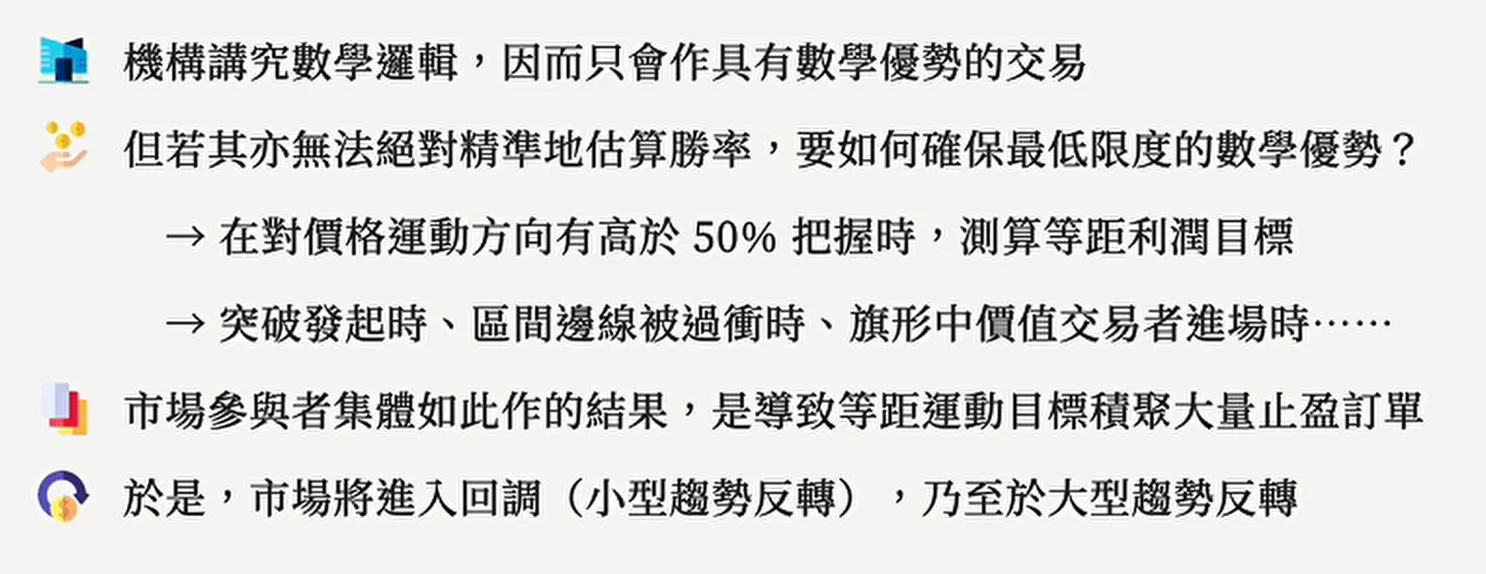 機構講究數學邏輯，因而只會作具有數學優勢的交易
但若其亦無法絕對精準地估算勝率，要如何確保最低限度的數學優勢？
→ 在對價格運動方向有高於 50% 把握時，測算等距利潤目標
→ 突破發起時、區間邊線被過衝時、旗形中價值交易者進場時⋯⋯
市場參與者集體如此作的結果，是導致等距運動目標積聚大量止盈訂單
於是，市場將進入回調（小型趨勢反轉），乃至於大型趨勢反轉